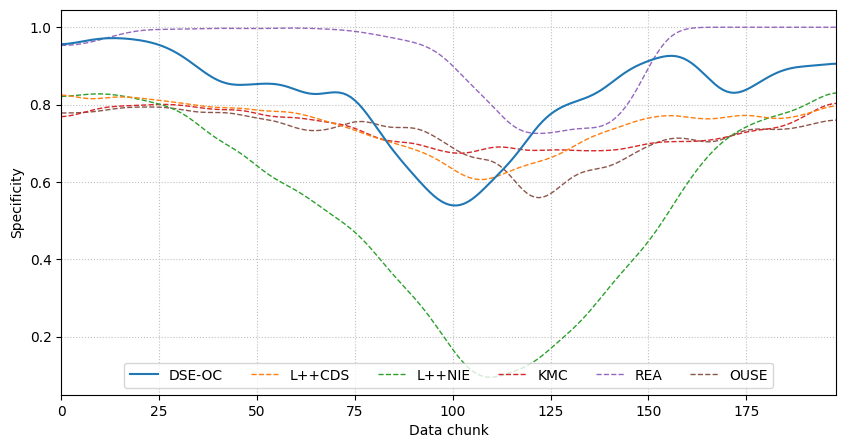 1.0
0.8
0.6
0.4
0.2
Specificity
0 25 50 75 100 125 150 175
Data chunk
DSE-OC L++CDS L++NIE KMC REA OUSE